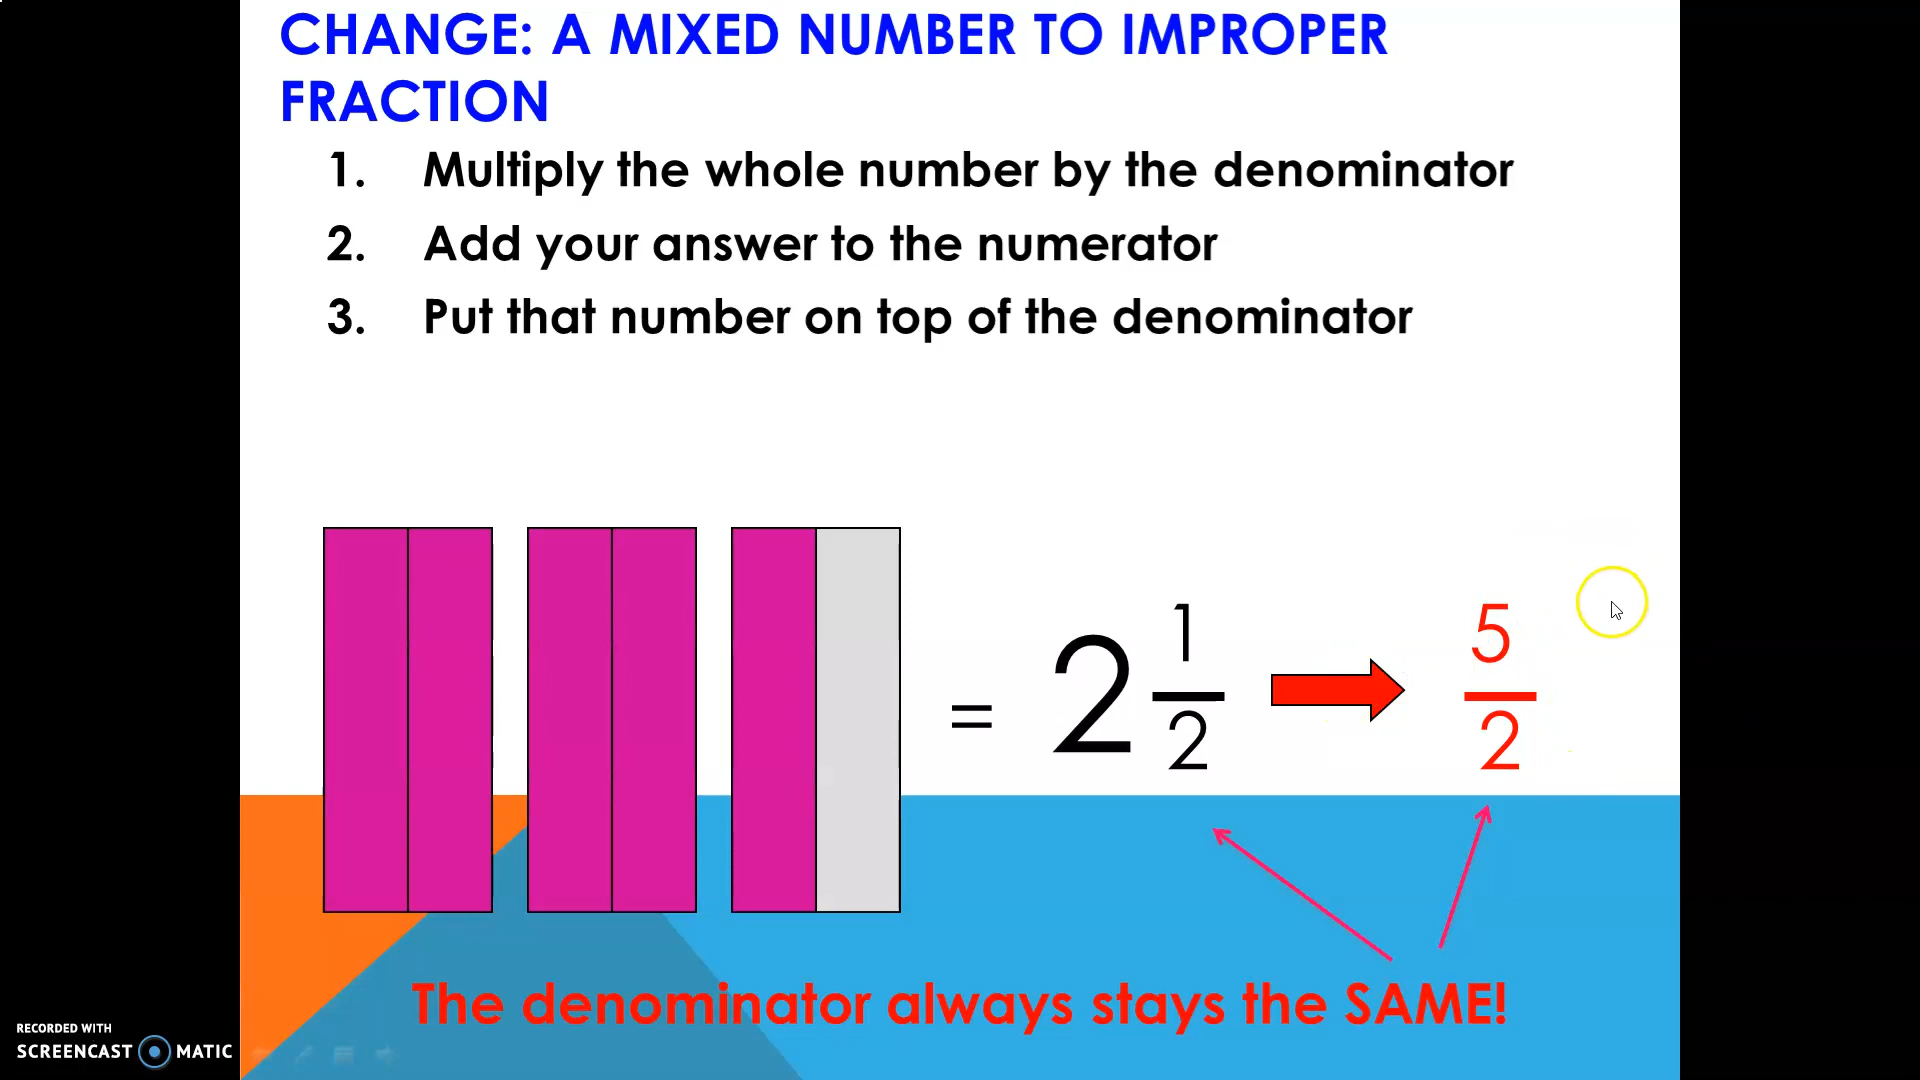 CHANGE: A MIXED NUMBER TO IMPROPER
FRACTION
1. Multiply the whole number by the denominator
2. Add your answer to the numerator
3. Put that number on top of the denominator
= 2 1/2 5/2
The denominator always stays the SAME!
RECORDED WITH
SCREENCAST MATIC